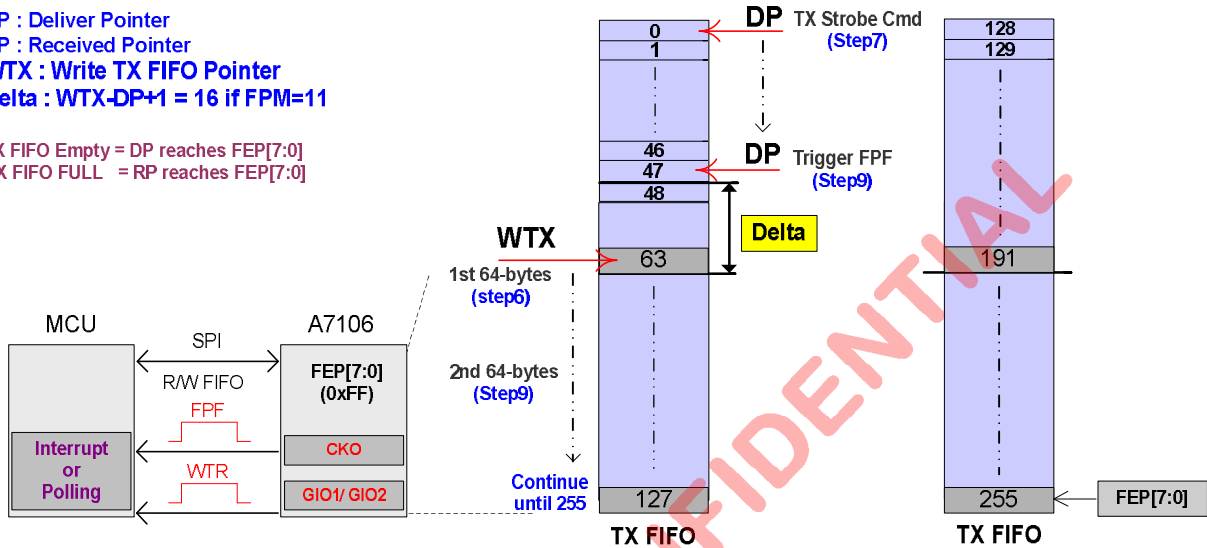 P : Deliver Pointer
P : Received Pointer
WTX : Write TX FIFO Pointer
elta : WTX-DP+1 = 16 if FPM=11
X FIFO Empty = DP reaches FEP[7:0]
X FIFO FULL = RP reaches FEP[7:0]
0
1
46
47
48
63
127
TX FIFO
DP
TX Strobe Cmd
(Step7)
DP
Trigger FPF
(Step9)
Delta
WTX
1st 64-bytes
(step6)
2nd 64-bytes
(Step9)
Continue
until 255
128
129
191
255
TX FIFO
FEP[7:0]
MCU
A7106
SPI
R/W FIFO
FPF
WTR
Interrupt
or
Polling
FEP[7:0]
(0xFF)
CKO
GIO1/ GIO2
NFIDENTIAL